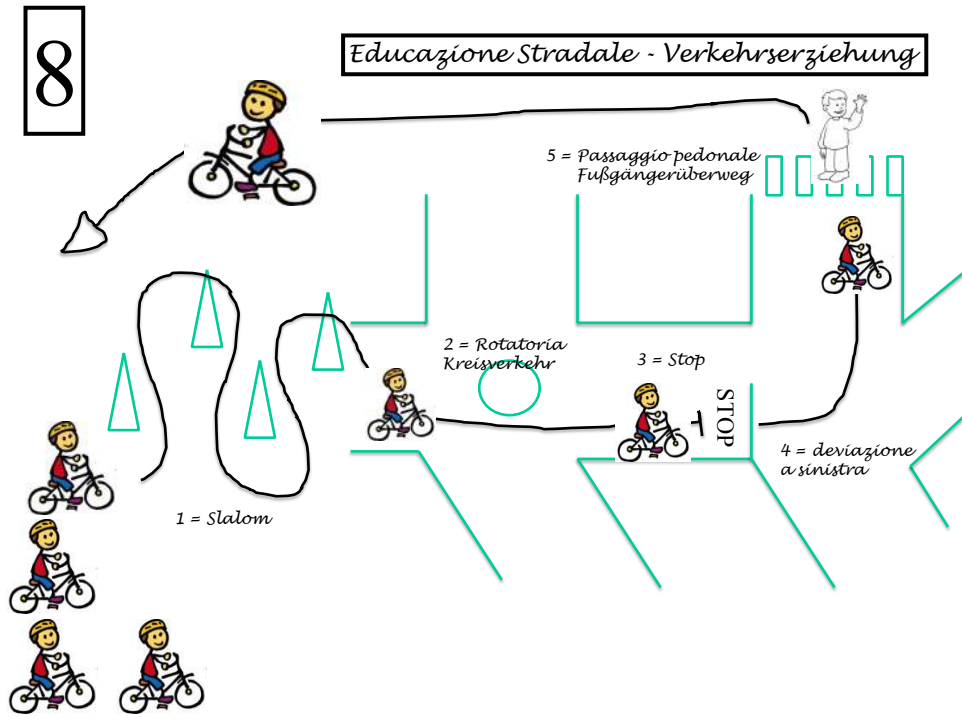 8
Educazione Stradale - Verkehrserziehung
5 = Passaggio pedonale
Fußgängerüberweg
2 = Rotatoria
Kreisverkehr
3 = Stop
STOP
4 = deviazione
a sinistra
1 = Slalom